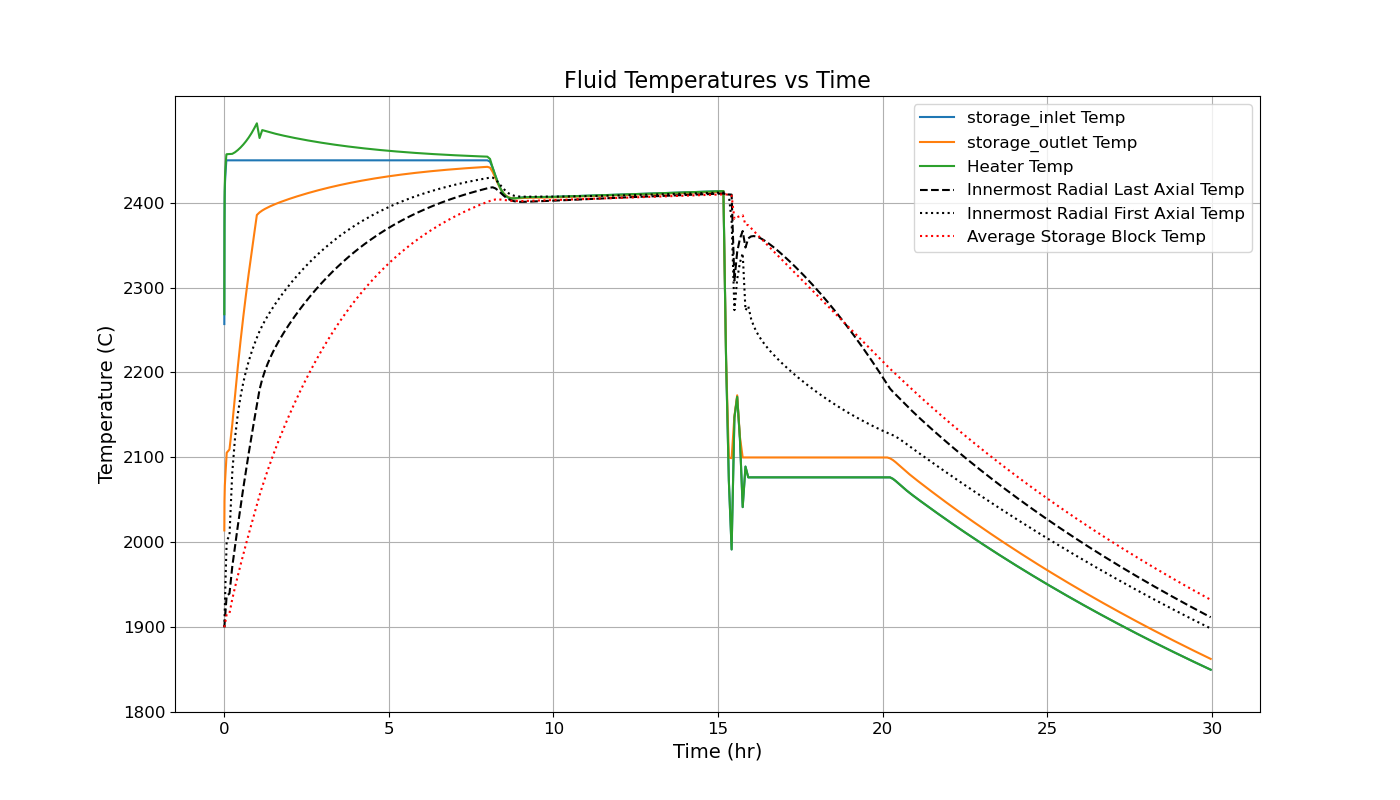 Fluid Temperatures vs Time
storage_inlet Temp
storage_outlet Temp
Heater Temp
Innermost Radial Last Axial Temp
Innermost Radial First Axial Temp
Average Storage Block Temp
Temperature (C)
2400
2300
2200
2100
2000
1900
1800
0 5 10 15 20 25 30
Time (hr)